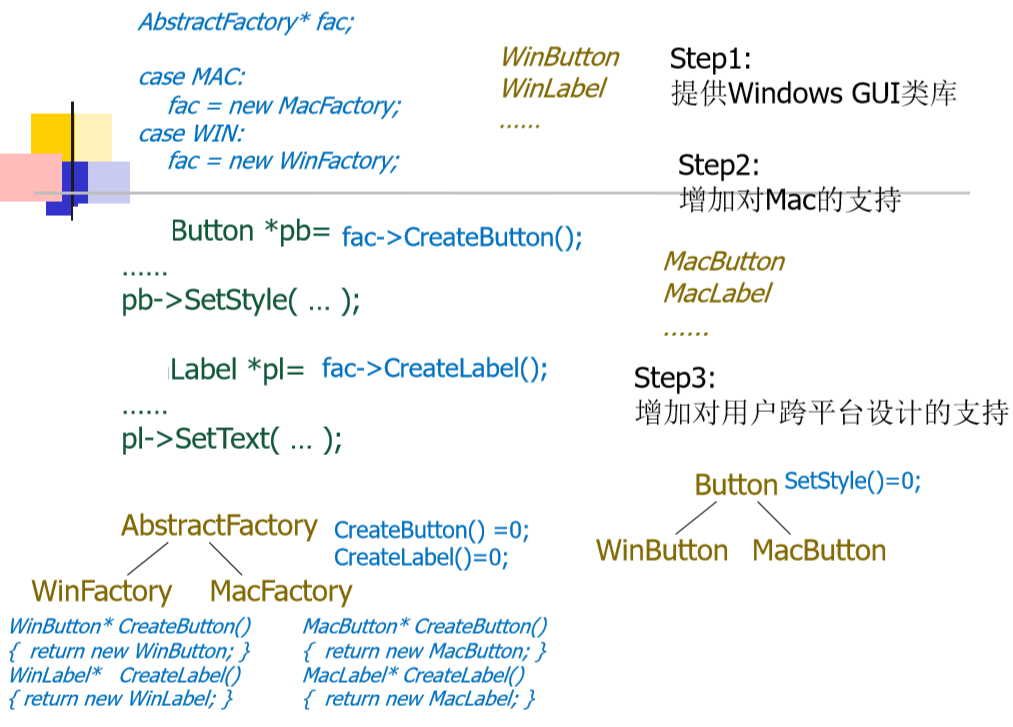 AbstractFactory* fac;
case MAC:
fac = new MacFactory;
case WIN:
fac = new WinFactory;
WinButton
WinLabel
......
Step1:
提供Windows GUI类库
Step2:
增加对Mac的支持
Button *pb= fac->CreateButton();
......
pb->SetStyle( ... );
MacButton
MacLabel
......
Label *pl= fac->CreateLabel();
......
pl->SetText( ... );
Step3:
增加对用户跨平台设计的支持
Button SetStyle()=0;
WinButton MacButton
AbstractFactory CreateButton() =0;
CreateLabel()=0;
WinFactory MacFactory
WinButton* CreateButton()
{ return new WinButton; }
WinLabel* CreateLabel()
{ return new WinLabel; }
MacButton* CreateButton()
{ return new MacButton; }
MacLabel* CreateLabel()
{ return new MacLabel; }